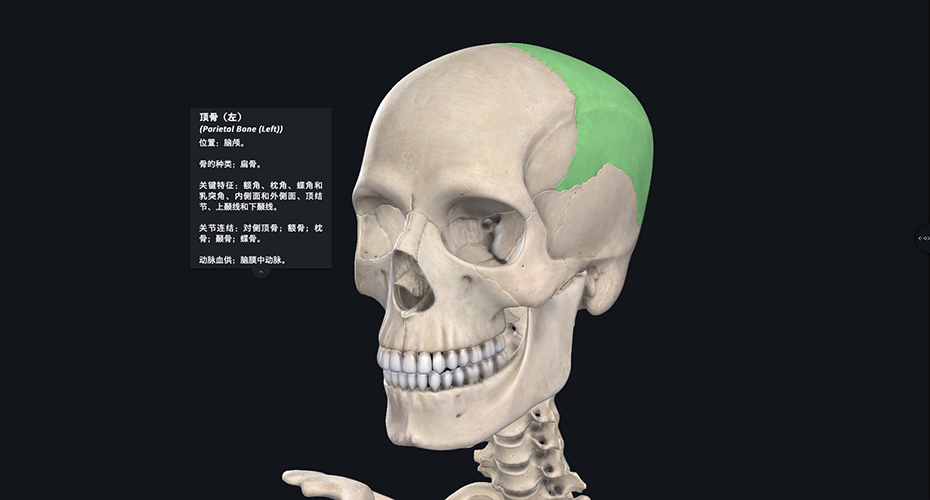 顶骨（左）
(Parietal Bone (Left))
位置：脑颅。
骨的种类：扁骨。
关键特征：额角、枕角、蝶角和
乳突角、内侧面和外侧面、顶结
节、上颞线和下颞线。
关节连结：对侧顶骨；额骨；枕
骨；颞骨；蝶骨。
动脉血供：脑膜中动脉。